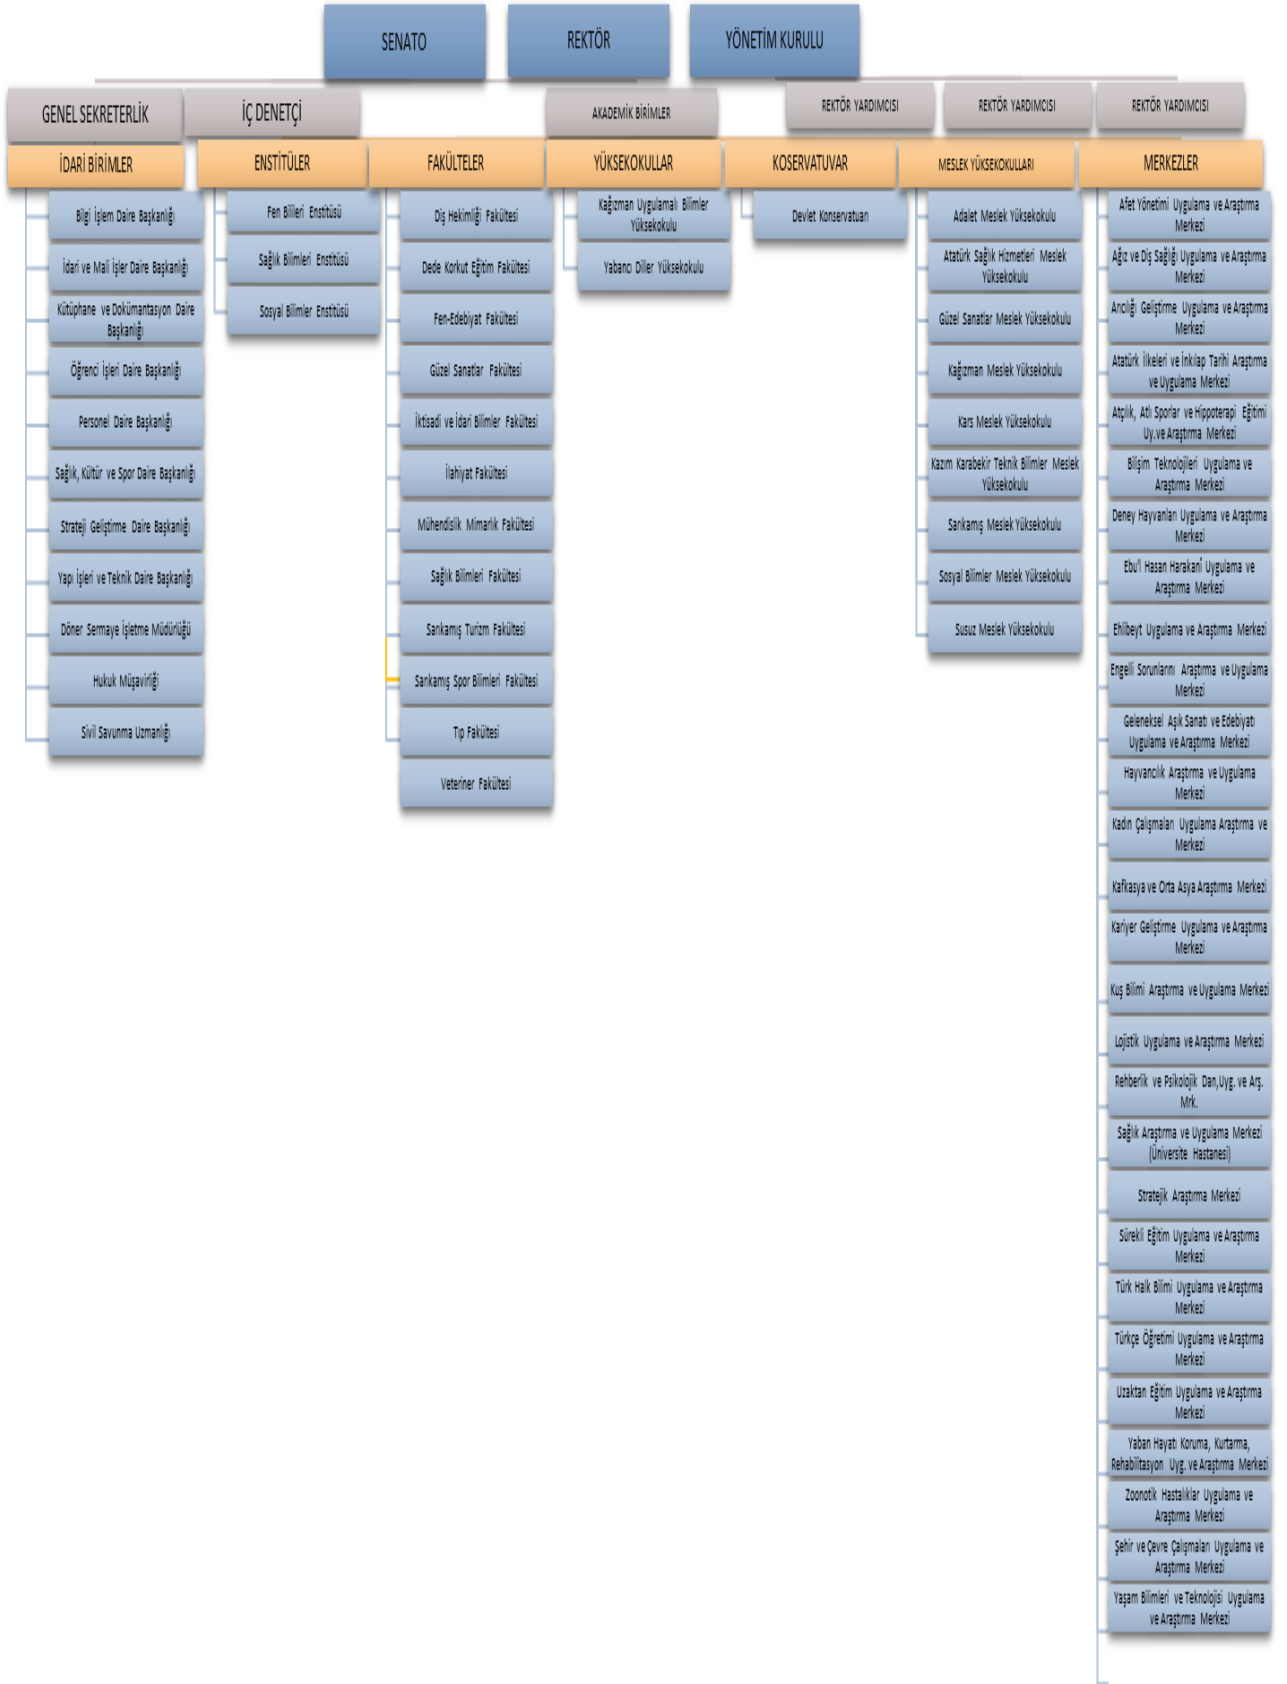 SENATO
REKTÖR
YÖNETİM KURULU
GENEL SEKRETERLİK
İÇ DENETÇİ
AKADEMİK BİRİMLER
REKTÖR YARDIMCISI
REKTÖR YARDIMCISI
REKTÖR YARDIMCISI
İDARİ BİRİMLER
Bilgi İşlem Daire Başkanlığı
İdari ve Mali İşler Daire Başkanlığı
Kütüphane ve Dokümantasyon Daire
Başkanlığı
Öğrenci İşleri Daire Başkanlığı
Personel Daire Başkanlığı
Sağlık, Kültür ve Spor Daire Başkanlığı
Strateji Geliştirme Daire Başkanlığı
Yapı İşleri ve Teknik Daire Başkanlığı
Döner Sermaye İşletme Müdürlüğü
Hukuk Müşavirliği
Sivil Savunma Uzmanlığı
ENSTİTÜLER
Fen Billeri Enstitüsü
Sağlık Bilimleri Enstitüsü
Sosyal Bilimler Enstitüsü
FAKÜLTELER
Diş Hekimliği Fakültesi
Dede Korkut Eğitim Fakültesi
Fen-Edebiyat Fakültesi
Güzel Sanatlar Fakültesi
İktisadi ve İdari Bilimler Fakültesi
İlahiyat Fakültesi
Mühendislik Mimarlık Fakültesi
Sağlık Bilimleri Fakültesi
Sarıkamış Turizm Fakültesi
Sarıkamış Spor Bilimleri Fakültesi
Tıp Fakültesi
Veteriner Fakültesi
YÜKSEKOKULLAR
Kağızman Uygulamalı Bilimler
Yüksekokulu
Yabancı Diller Yüksekokulu
KOSERVATUVAR
Devlet Konservatuarı
MESLEK YÜKSEKOKULLARI
Adalet Meslek Yüksekokulu
Atatürk Sağlık Hizmetleri Meslek
Yüksekokulu
Güzel Sanatlar Meslek Yüksekokulu
Kağızman Meslek Yüksekokulu
Kars Meslek Yüksekokulu
Kazım Karabekir Teknik Bilimler Meslek
Yüksekokulu
Sarıkamış Meslek Yüksekokulu
Sosyal Bilimler Meslek Yüksekokulu
Susuz Meslek Yüksekokulu
MERKEZLER
Afet Yönetimi Uygulama ve Araştırma
Merkezi
Ağız ve Diş Sağlığı Uygulama ve Araştırma
Merkezi
Arıcılığı Geliştirme Uygulama ve Araştırma
Merkezi
Atatürk İlkeleri ve İnkılap Tarihi Araştırma
ve Uygulama Merkezi
Atçılık, Atlı Sporlar ve Hippoterapi Eğitimi
Uy.ve Araştırma Merkezi
Bilişim Teknolojileri Uygulama ve
Araştırma Merkezi
Deney Hayvanları Uygulama ve Araştırma
Merkezi
Ebu'l Hasan Harakanî Uygulama ve
Araştırma Merkezi
Ehlibeyt Uygulama ve Araştırma Merkezi
Engelli Sorunlarını Araştırma ve Uygulama
Merkezi
Geleneksel Aşık Sanatı ve Edebiyatı
Uygulama ve Araştırma Merkezi
Hayvancılık Araştırma ve Uygulama
Merkezi
Kadın Çalışmaları Uygulama Araştırma ve
Merkezi
Kafkasya ve Orta Asya Araştırma Merkezi
Kariyer Geliştirme Uygulama ve Araştırma
Merkezi
Kuş Bilimi Araştırma ve Uygulama Merkezi
Lojistik Uygulama ve Araştırma Merkezi
Rehberlik ve Psikolojik Dan,Uyg. ve Arş.
Mrk.
Sağlık Araştırma ve Uygulama Merkezi
(Üniversite Hastanesi)
Stratejik Araştırma Merkezi
Sürekli Eğitim Uygulama ve Araştırma
Merkezi
Türk Halk Bilimi Uygulama ve Araştırma
Merkezi
Türkçe Öğretimi Uygulama ve Araştırma
Merkezi
Uzaktan Eğitim Uygulama ve Araştırma
Merkezi
Yaban Hayatı Koruma, Kurtarma,
Rehabilitasyon Uyg. ve Araştırma Merkezi
Zoonotik Hastalıklar Uygulama ve
Araştırma Merkezi
Şehir ve Çevre Çalışmaları Uygulama ve
Araştırma Merkezi
Yaşam Bilimleri ve Teknolojisi Uygulama
ve Araştırma Merkezi